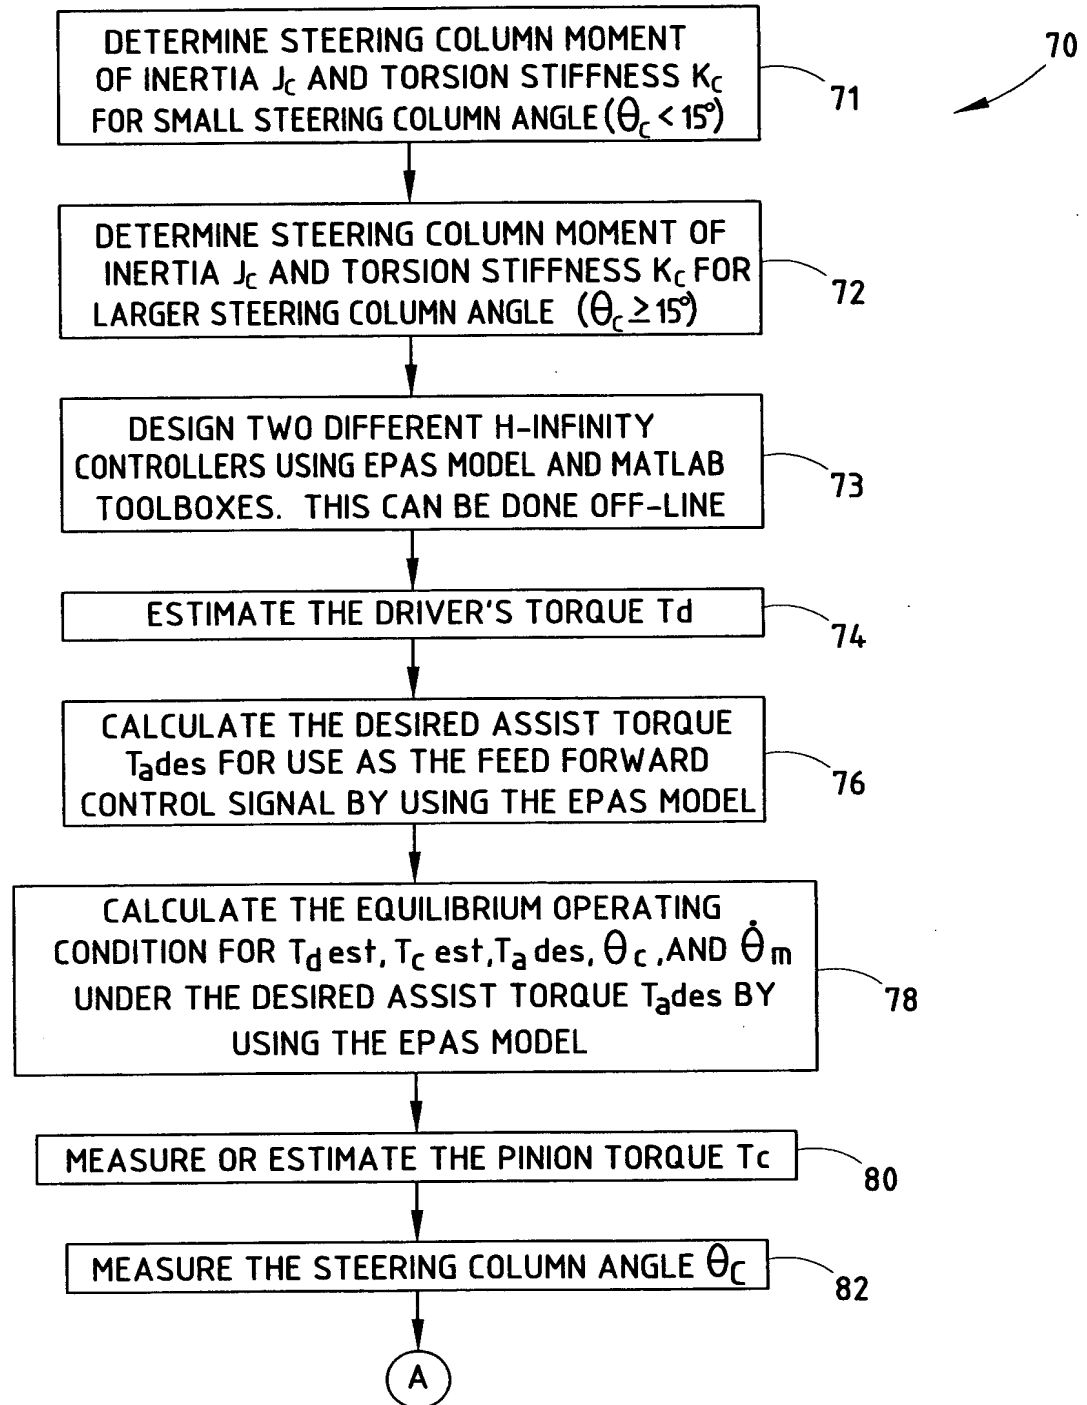 70
DETERMINE STEERING COLUMN MOMENT
OF INERTIA Jc AND TORSION STIFFNESS Kc
FOR SMALL STEERING COLUMN ANGLE (θc < 15°)
71
DETERMINE STEERING COLUMN MOMENT OF
INERTIA Jc AND TORSION STIFFNESS Kc FOR
LARGER STEERING COLUMN ANGLE (θc ≥ 15°)
72
DESIGN TWO DIFFERENT H-INFINITY
CONTROLLERS USING EPAS MODEL AND MATLAB
TOOLBOXES. THIS CAN BE DONE OFF-LINE
73
ESTIMATE THE DRIVER'S TORQUE Td
74
CALCULATE THE DESIRED ASSIST TORQUE
Tades FOR USE AS THE FEED FORWARD
CONTROL SIGNAL BY USING THE EPAS MODEL
76
CALCULATE THE EQUILIBRIUM OPERATING
CONDITION FOR Td est, Tc est, Ta des, θc, AND θ̇m
UNDER THE DESIRED ASSIST TORQUE Tades BY
USING THE EPAS MODEL
78
MEASURE OR ESTIMATE THE PINION TORQUE Tc
80
MEASURE THE STEERING COLUMN ANGLE θc
82
A